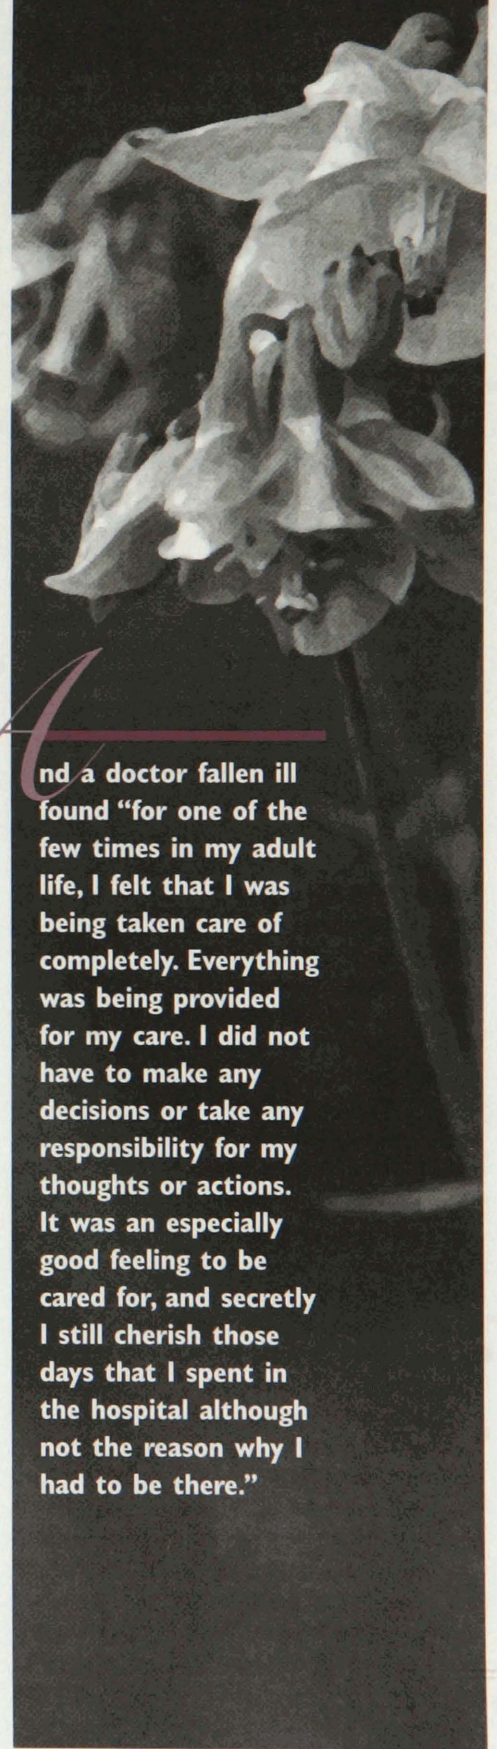 And a doctor fallen ill
found “for one of the
few times in my adult
life, I felt that I was
being taken care of
completely. Everything
was being provided
for my care. I did not
have to make any
decisions or take any
responsibility for my
thoughts or actions.
It was an especially
good feeling to be
cared for, and secretly
I still cherish those
days that I spent in
the hospital although
not the reason why I
had to be there.”